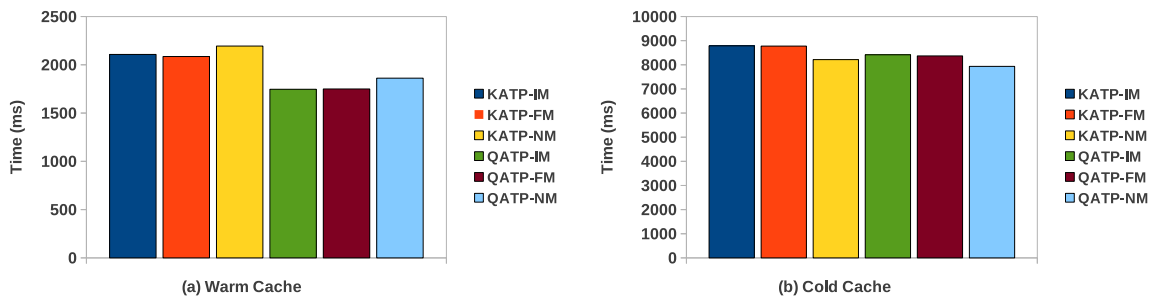 2500
2000
1500
1000
500
0
Time (ms)
KATP-IM
KATP-FM
KATP-NM
QATP-IM
QATP-FM
QATP-NM
(a) Warm Cache
10000
9000
8000
7000
6000
5000
4000
3000
2000
1000
0
Time (ms)
KATP-IM
KATP-FM
KATP-NM
QATP-IM
QATP-FM
QATP-NM
(b) Cold Cache